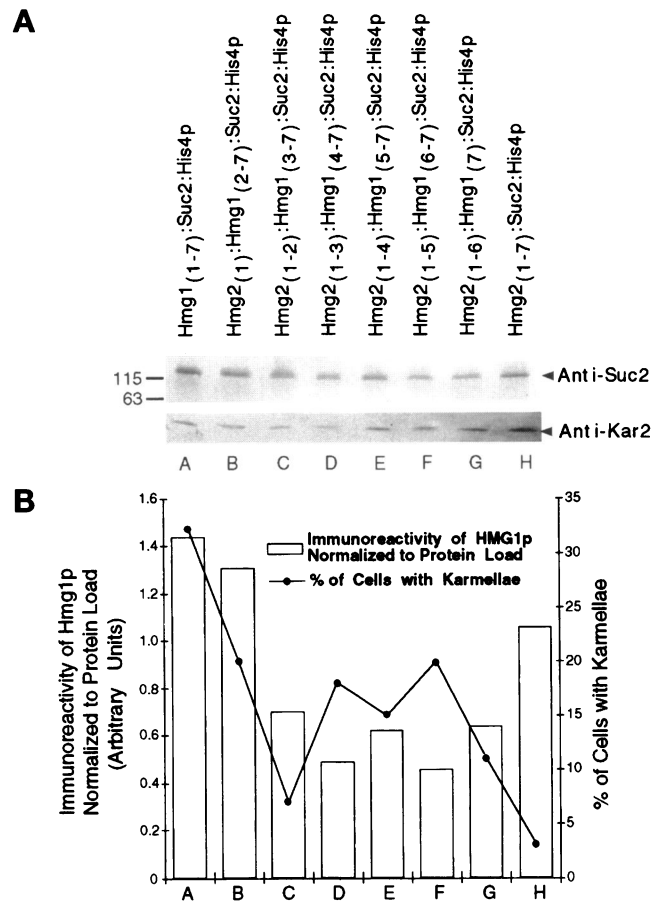 A
Hmg1(1-7):Suc2:His4p
Hmg2(1):Hmg1(2-7):Suc2:His4p
Hmg2(1-2):Hmg1(3-7):Suc2:His4p
Hmg2(1-3):Hmg1(4-7):Suc2:His4p
Hmg2(1-4):Hmg1(5-7):Suc2:His4p
Hmg2(1-5):Hmg1(6-7):Suc2:His4p
Hmg2(1-6):Hmg1(7):Suc2:His4p
Hmg2(1-7):Suc2:His4p
115
63
Anti-Suc2
Anti-Kar2
A B C D E F G H
B
Immunoreactivity of Hmg1p
Normalized to Protein Load
(Arbitrary Units)
1.6
1.4
1.2
1.0
0.8
0.6
0.4
0.2
0
Immunoreactivity of HMG1p
Normalized to Protein Load
% of Cells with Karmellae
35
30
25
20
15
10
5
0
% of Cells with Karmellae
A B C D E F G H